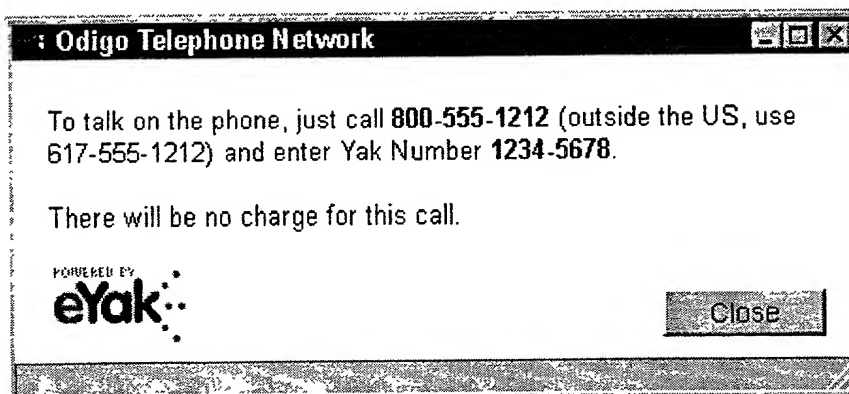 : Odigo Telephone Network
To talk on the phone, just call 800-555-1212 (outside the US, use
617-555-1212) and enter Yak Number 1234-5678.
There will be no charge for this call.
POWERED BY
eYak
Close